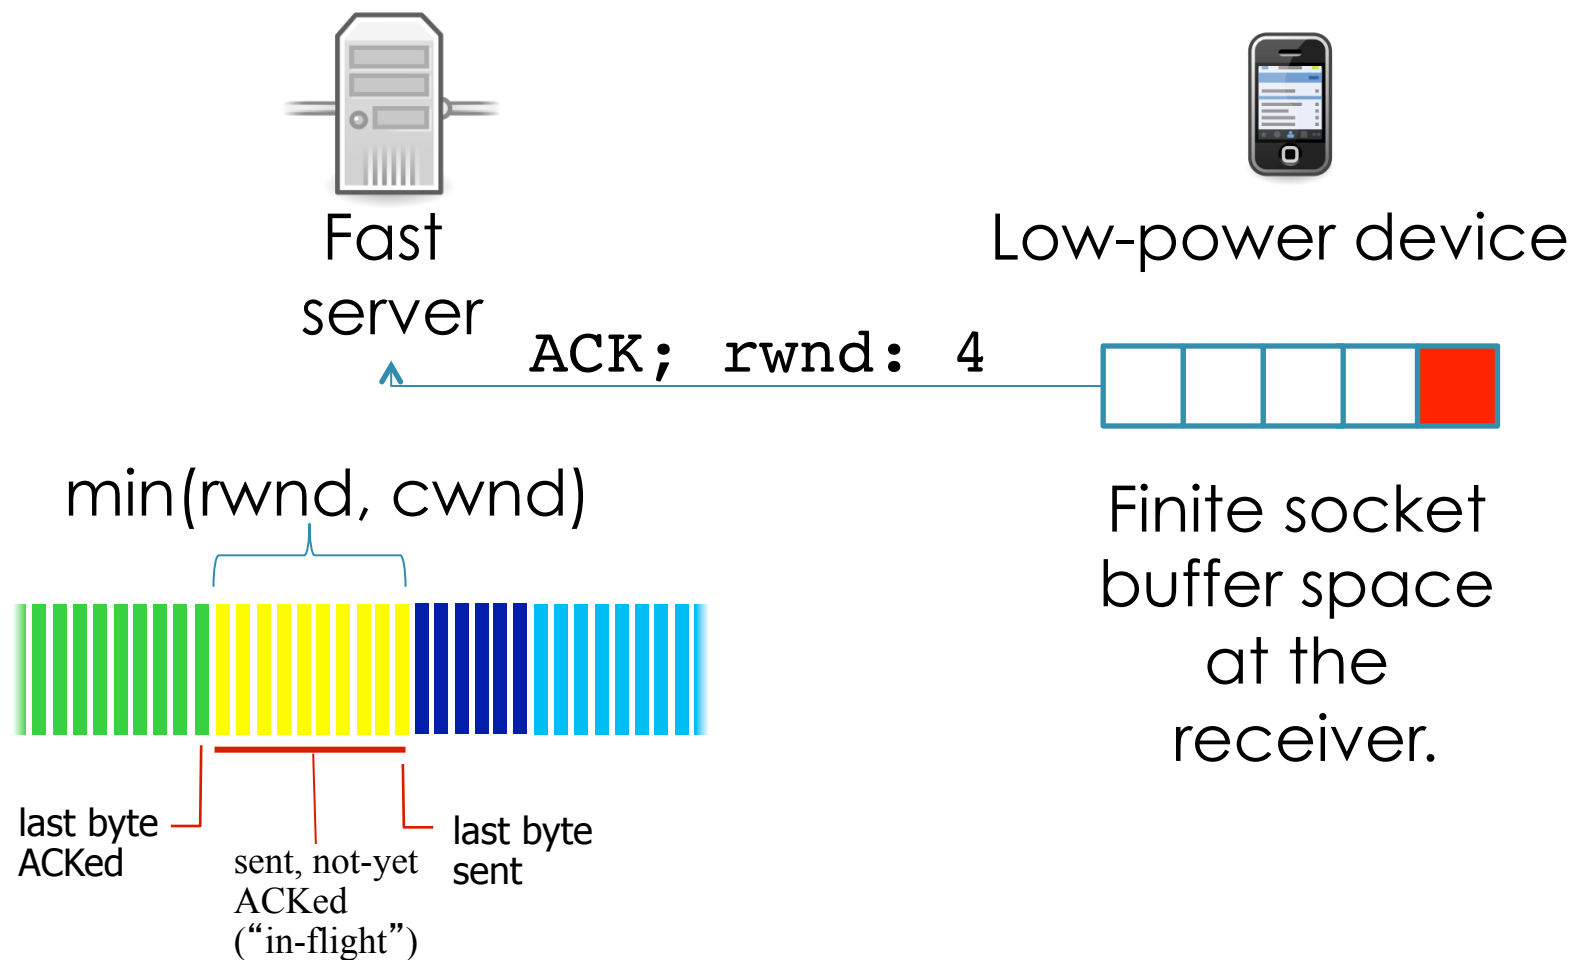 Fast
server
Low-power device
ACK; rwnd: 4
min(rwnd, cwnd)
Finite socket
buffer space
at the
receiver.
last byte
ACKed
sent, not-yet
ACKed
(“in-flight”)
last byte
sent